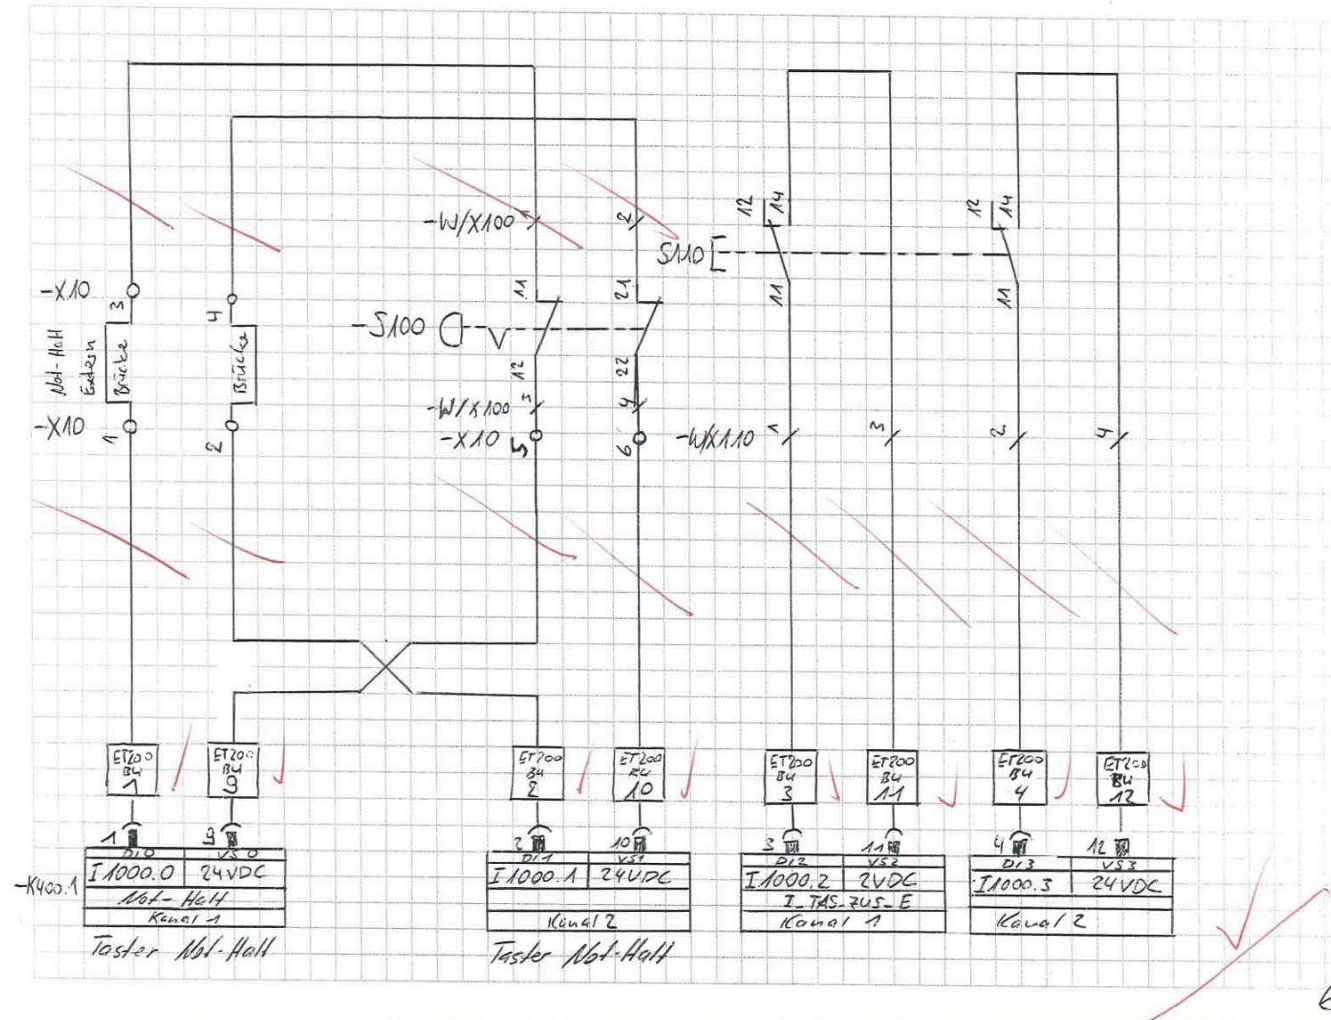 12 14
12 14
-W/X100 2
S110
11
11
-X10
3
4
11
21
-S100
Not-Halt
Extern
Brücke
Brücke
12
22
-W/X100 3
4
-X10
1
2
-X10 5
6
-W/X110 1
3
2
4
ET200 BU 1
ET200 BU 9
ET200 BU 2
ET200 BU 10
ET200 BU 3
ET200 BU 11
ET200 BU 4
ET200 BU 12
1 9
2 10
3 11
4 12
-K400.1
DI0 VS0
I1000.0 24VDC
Not-Halt
Kanal 1
Taster Not-Halt
DI1 VS1
I1000.1 24VDC
Kanal 2
Taster Not-Halt
DI2 VS2
I1000.2 2VDC
I_TAS_ZUS_E
Kanal 1
DI3 VS3
I1000.3 24VDC
Kanal 2